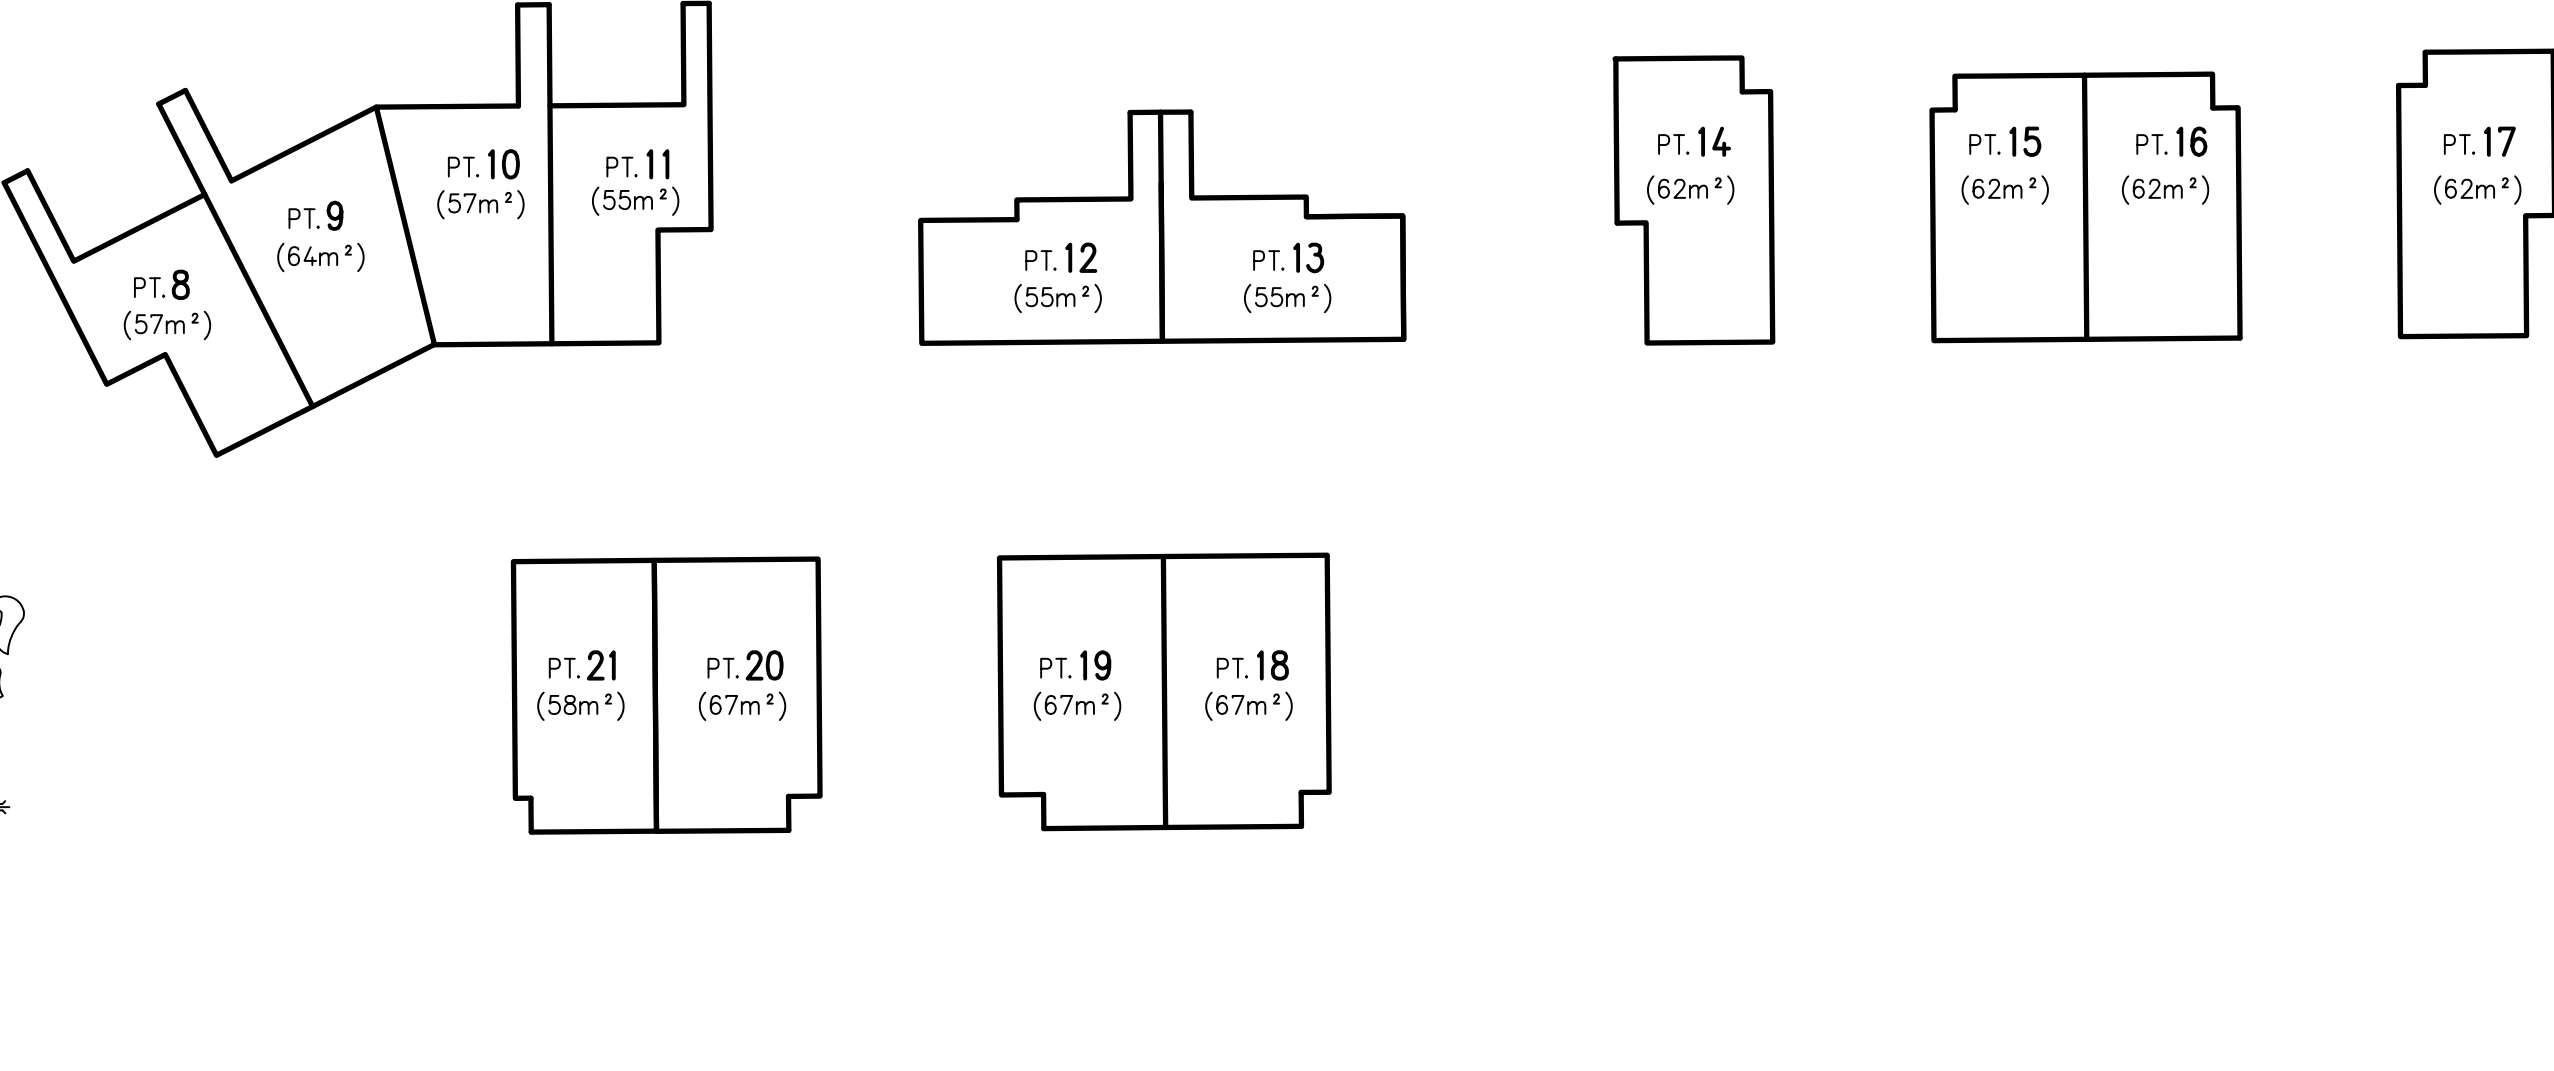 PT.8
(57m²)
PT.9
(64m²)
PT.10
(57m²)
PT.11
(55m²)
PT.12
(55m²)
PT.13
(55m²)
PT.14
(62m²)
PT.15
(62m²)
PT.16
(62m²)
PT.17
(62m²)
PT.21
(58m²)
PT.20
(67m²)
PT.19
(67m²)
PT.18
(67m²)